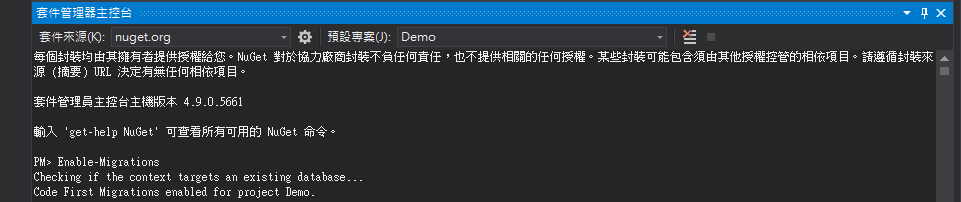 套件管理器主控台
套件來源(K): nuget.org 預設專案(J): Demo
每個封裝均由其擁有者提供授權給您。NuGet 對於協力廠商封裝不負任何責任，也不提供相關的任何授權。某些封裝可能包含須由其他授權控管的相依項目。請遵循封裝來
源 (摘要) URL 決定有無任何相依項目。
套件管理員主控台主機版本 4.9.0.5661
輸入 'get-help NuGet' 可查看所有可用的 NuGet 命令。
PM> Enable-Migrations
Checking if the context targets an existing database...
Code First Migrations enabled for project Demo.